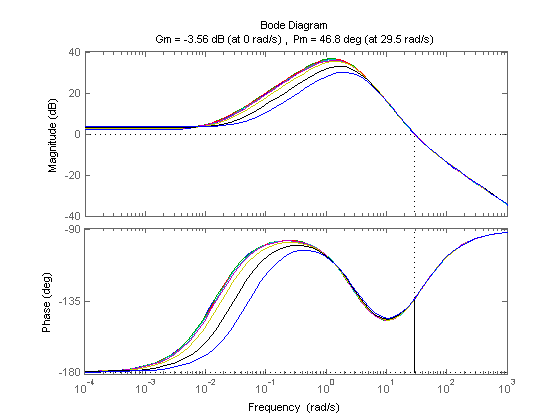 Bode Diagram
Gm = -3.56 dB (at 0 rad/s) , Pm = 46.8 deg (at 29.5 rad/s)
Magnitude (dB)
40
20
0
-20
-40
Phase (deg)
-90
-135
-180
10^-4 10^-3 10^-2 10^-1 10^0 10^1 10^2 10^3
Frequency (rad/s)